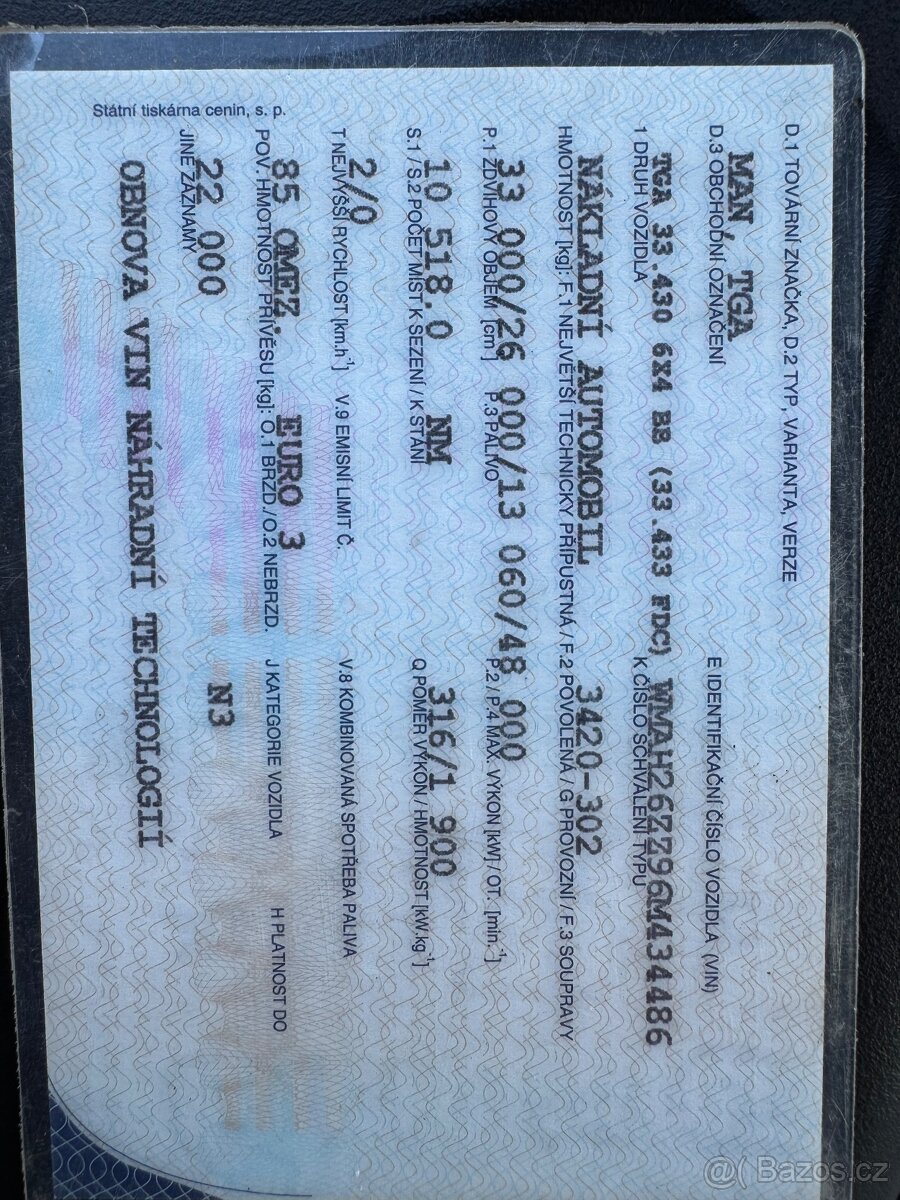 D.1 TOVÁRNÍ ZNAČKA, D.2 TYP, VARIANTA, VERZE
MAN, TGA
D.3 OBCHODNÍ OZNAČENÍ E IDENTIFIKAČNÍ ČÍSLO VOZIDLA (VIN)
TGA 33.430 6X4 BB (33.433 FDC) WMAH26ZZ96M434486
1 DRUH VOZIDLA K ČÍSLO SCHVÁLENÍ TYPU
NÁKLADNÍ AUTOMOBIL 3420-302
HMOTNOST [kg]: F.1 NEJVĚTŠÍ TECHNICKY PŘÍPUSTNÁ / F.2 POVOLENÁ / G PROVOZNÍ / F.3 SOUPRAVY
33 000/26 000/13 060/48 000
P.1 ZDVIHOVÝ OBJEM [cm³] P.3 PALIVO P.2 / P.4 MAX. VÝKON [kW] / OT. [min.⁻¹]
10 518.0 NM 316/1 900
S.1 / S.2 POČET MÍST K SEZENÍ / K STÁNÍ Q POMĚR VÝKON / HMOTNOST [kW·kg⁻¹]
2/0
T NEJVYŠŠÍ RYCHLOST [km.h⁻¹] V.9 EMISNÍ LIMIT Č. V.8 KOMBINOVANÁ SPOTŘEBA PALIVA
85 OMEZ. EURO 3
POV. HMOTNOST PŘÍVĚSU [kg]: O.1 BRZD./O.2 NEBRZD. J KATEGORIE VOZIDLA H PLATNOST DO
22 000 N3
JINÉ ZÁZNAMY
OBNOVA VIN NÁHRADNÍ TECHNOLOGIÍ
Státní tiskárna cenin, s. p.
@( Bazos.cz